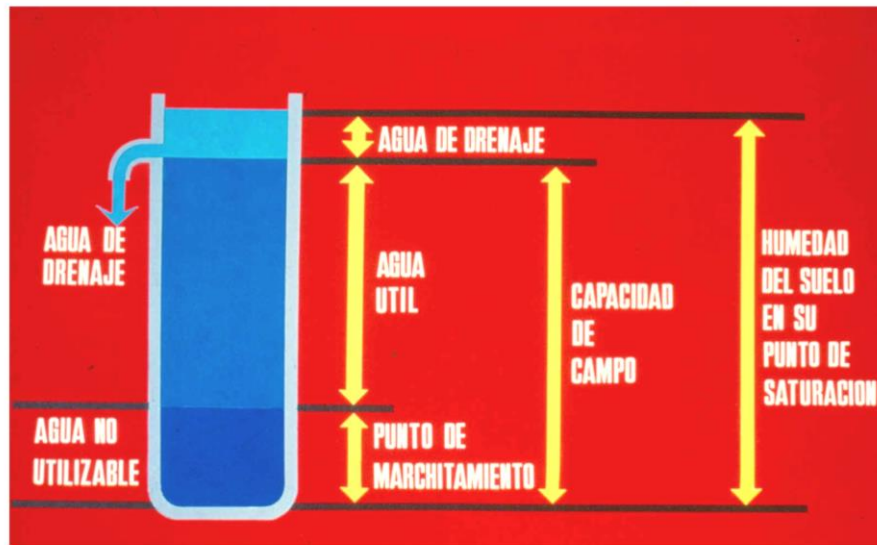 AGUA DE DRENAJE
AGUA DE
DRENAJE
AGUA
UTIL
CAPACIDAD
DE
CAMPO
HUMEDAD
DEL SUELO
EN SU
PUNTO DE
SATURACION
AGUA NO
UTILIZABLE
PUNTO DE
MARCHITAMIENTO